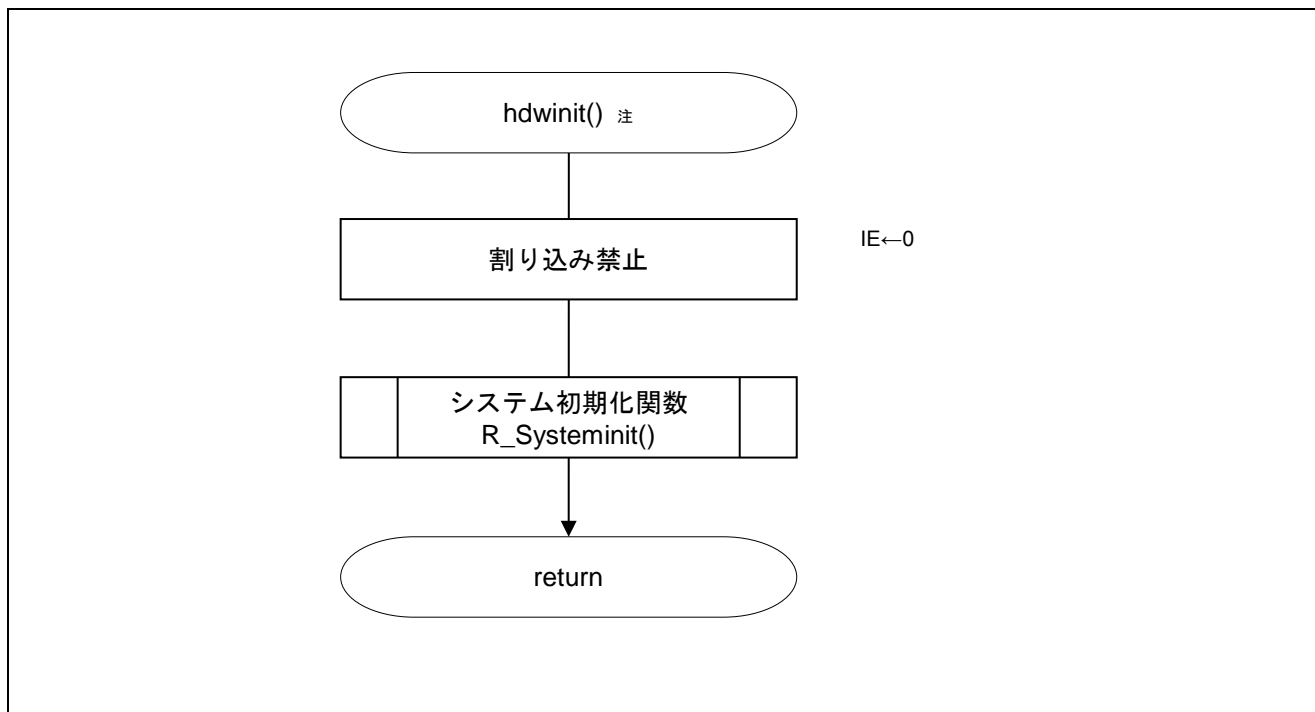 hdwinit() 注
割り込み禁止
IE←0
システム初期化関数
R_Systeminit()
return